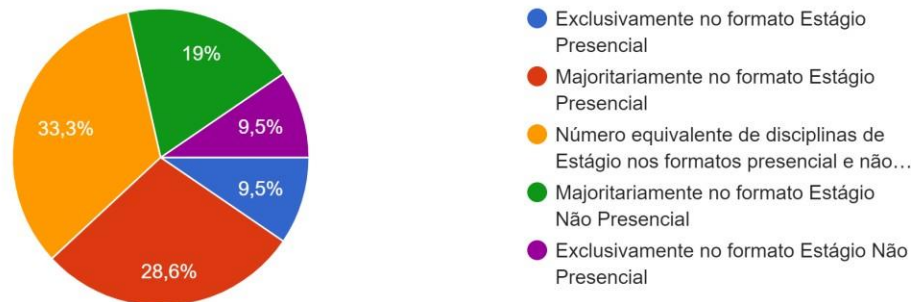 19%
9,5%
33,3%
9,5%
28,6%
Exclusivamente no formato Estágio
Presencial
Majoritariamente no formato Estágio
Presencial
Número equivalente de disciplinas de
Estágio nos formatos presencial e não…
Majoritariamente no formato Estágio
Não Presencial
Exclusivamente no formato Estágio Não
Presencial